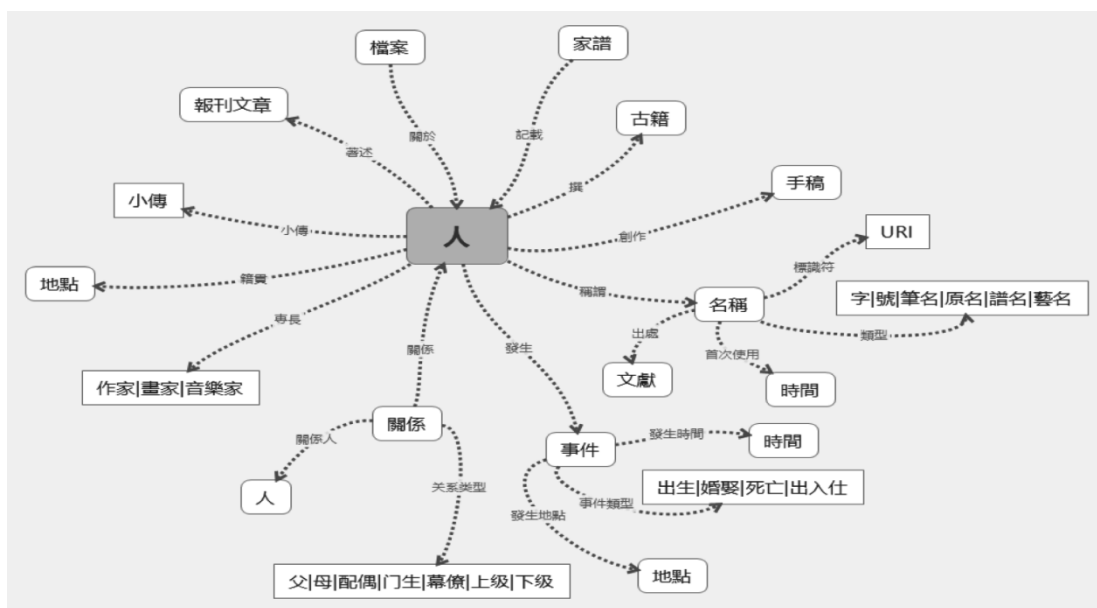 檔案
家譜
報刊文章
古籍
關於
記載
著述
撰
手稿
小傳
小傳
人
創作
URI
標識符
地點
籍貫
稱謂
名稱
字|號|筆名|原名|譜名|藝名
專長
關係
發生
出處
首次使用
類型
作家|畫家|音樂家
文獻
時間
關係
關係人
事件
發生時間
時間
人
关系类型
發生地點
事件類型
出生|婚娶|死亡|出入仕
父|母|配偶|门生|幕僚|上级|下级
地點